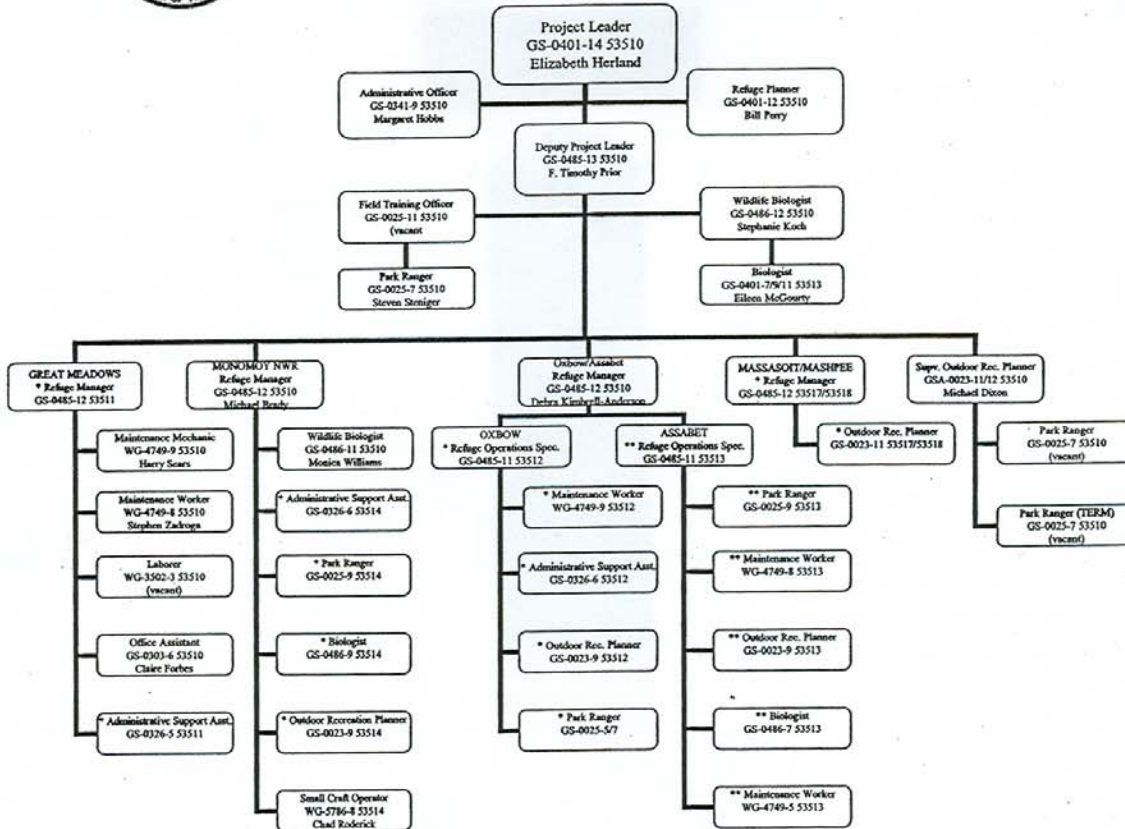 Project Leader
GS-0401-14 53510
Elizabeth Herland
Administrative Officer
GS-0341-9 53510
Margaret Hobbs
Refuge Planner
GS-0401-12 53510
Bill Perry
Deputy Project Leader
GS-0485-13 53510
F. Timothy Prior
Field Training Officer
GS-0025-11 53510
(vacant
Wildlife Biologist
GS-0486-12 53510
Stephanie Koch
Park Ranger
GS-0025-7 53510
Steven Steniger
Biologist
GS-0401-7/9/11 53513
Eileen McGourty
GREAT MEADOWS
* Refuge Manager
GS-0485-12 53511
Maintenance Mechanic
WG-4749-9 53510
Harry Sears
Maintenance Worker
WG-4749-8 53510
Stephen Zadroga
Laborer
WG-3502-3 53510
(vacant)
Office Assistant
GS-0303-6 53510
Claire Forbes
* Administrative Support Asst.
GS-0326-5 53511
MONOMOY NWR
Refuge Manager
GS-0485-12 53510
Michael Brady
Wildlife Biologist
GS-0486-11 53510
Monica Williams
* Administrative Support Asst.
GS-0326-6 53514
* Park Ranger
GS-0025-9 53514
* Biologist
GS-0486-9 53514
* Outdoor Recreation Planner
GS-0023-9 53514
Small Craft Operator
WG-5786-8 53514
Chad Roderick
Oxbow/Assabet
Refuge Manager
GS-0485-12 53510
Debra Kimbrell-Anderson
OXBOW
* Refuge Operations Spec.
GS-0485-11 53512
* Maintenance Worker
WG-4749-9 53512
* Administrative Support Asst.
GS-0326-6 53512
* Outdoor Rec. Planner
GS-0023-9 53512
* Park Ranger
GS-0025-5/7
ASSABET
** Refuge Operations Spec.
GS-0485-11 53513
** Park Ranger
GS-0025-9 53513
** Maintenance Worker
WG-4749-8 53513
** Outdoor Rec. Planner
GS-0023-9 53513
** Biologist
GS-0486-7 53513
** Maintenance Worker
WG-4749-5 53513
MASSASOIT/MASHPEE
* Refuge Manager
GS-0485-12 53517/53518
* Outdoor Rec. Planner
GS-0023-11 53517/53518
Supv. Outdoor Rec. Planner
GSA-0023-11/12 53510
Michael Dixon
Park Ranger
GS-0025-7 53510
(vacant)
Park Ranger (TERM)
GS-0025-7 53510
(vacant)